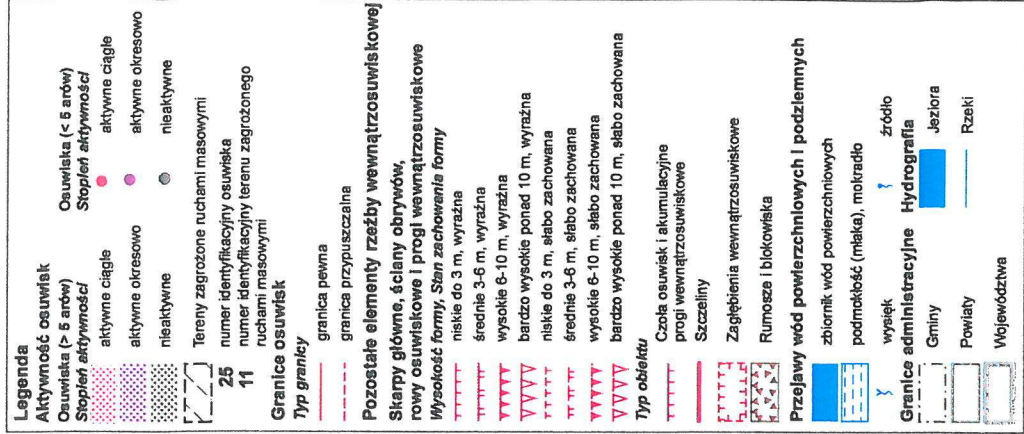 Legenda
Aktywność osuwisk
Osuwiska (> 5 arów)
Stopień aktywności
aktywne ciągłe
aktywne okresowo
nieaktywne
Osuwiska (< 5 arów)
Stopień aktywności
aktywne ciągłe
aktywne okresowo
nieaktywne
Tereny zagrożone ruchami masowymi
25 numer identyfikacyjny osuwiska
11 numer identyfikacyjny terenu zagrożonego
ruchami masowymi
Granice osuwisk
Typ granicy
granica pewna
granica przypuszczalna
Pozostałe elementy rzeźby wewnątrzosuwiskowej
Skarpy główne, ściany obrywów,
rowy osuwiskowe i progi wewnątrzosuwiskowe
Wysokość formy, Stan zachowania formy
niskie do 3 m, wyraźna
średnie 3-6 m, wyraźna
wysokie 6-10 m, wyraźna
bardzo wysokie ponad 10 m, wyraźna
niskie do 3 m, słabo zachowana
średnie 3-6 m, słabo zachowana
wysokie 6-10 m, słabo zachowana
bardzo wysokie ponad 10 m, słabo zachowana
Typ obiektu
Czoła osuwisk i akumulacyjne
progi wewnątrzosuwiskowe
Szczeliny
Zagłębienia wewnątrzosuwiskowe
Rumosze i blokowiska
Przejawy wód powierzchniowych i podziemnych
zbiornik wód powierzchniowych
podmokłość (młaka), mokradło
wysięk
źródło
Granice administracyjne
Gminy
Powiaty
Województwa
Hydrografia
Jeziora
Rzeki